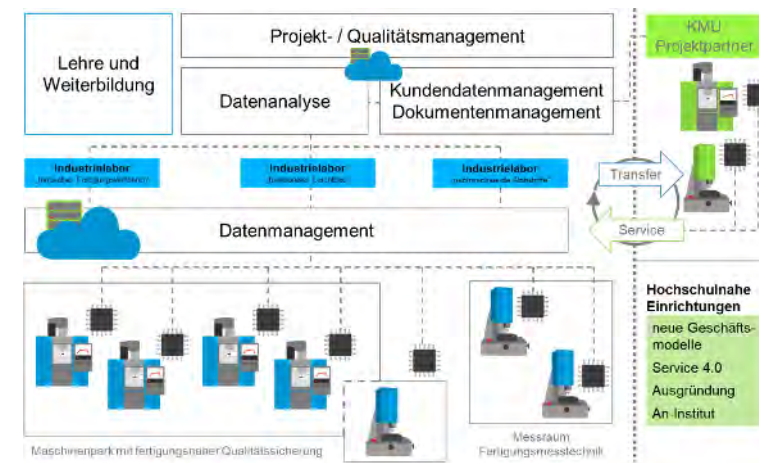 Lehre und
Weiterbildung
Projekt- / Qualitätsmanagement
Datenanalyse
Kundendatenmanagement
Dokumentenmanagement
KMU
Projektpartner
Industrielabor
Industrielabor
Industrielabor
Transfer
Service
Datenmanagement
Maschinenpark mit fertigungsnaher Qualitätssicherung
Messraum
Fertigungsmesstechnik
Hochschulnahe
Einrichtungen
neue Geschäfts-
modelle
Service 4.0
Ausgründung
An-Institut